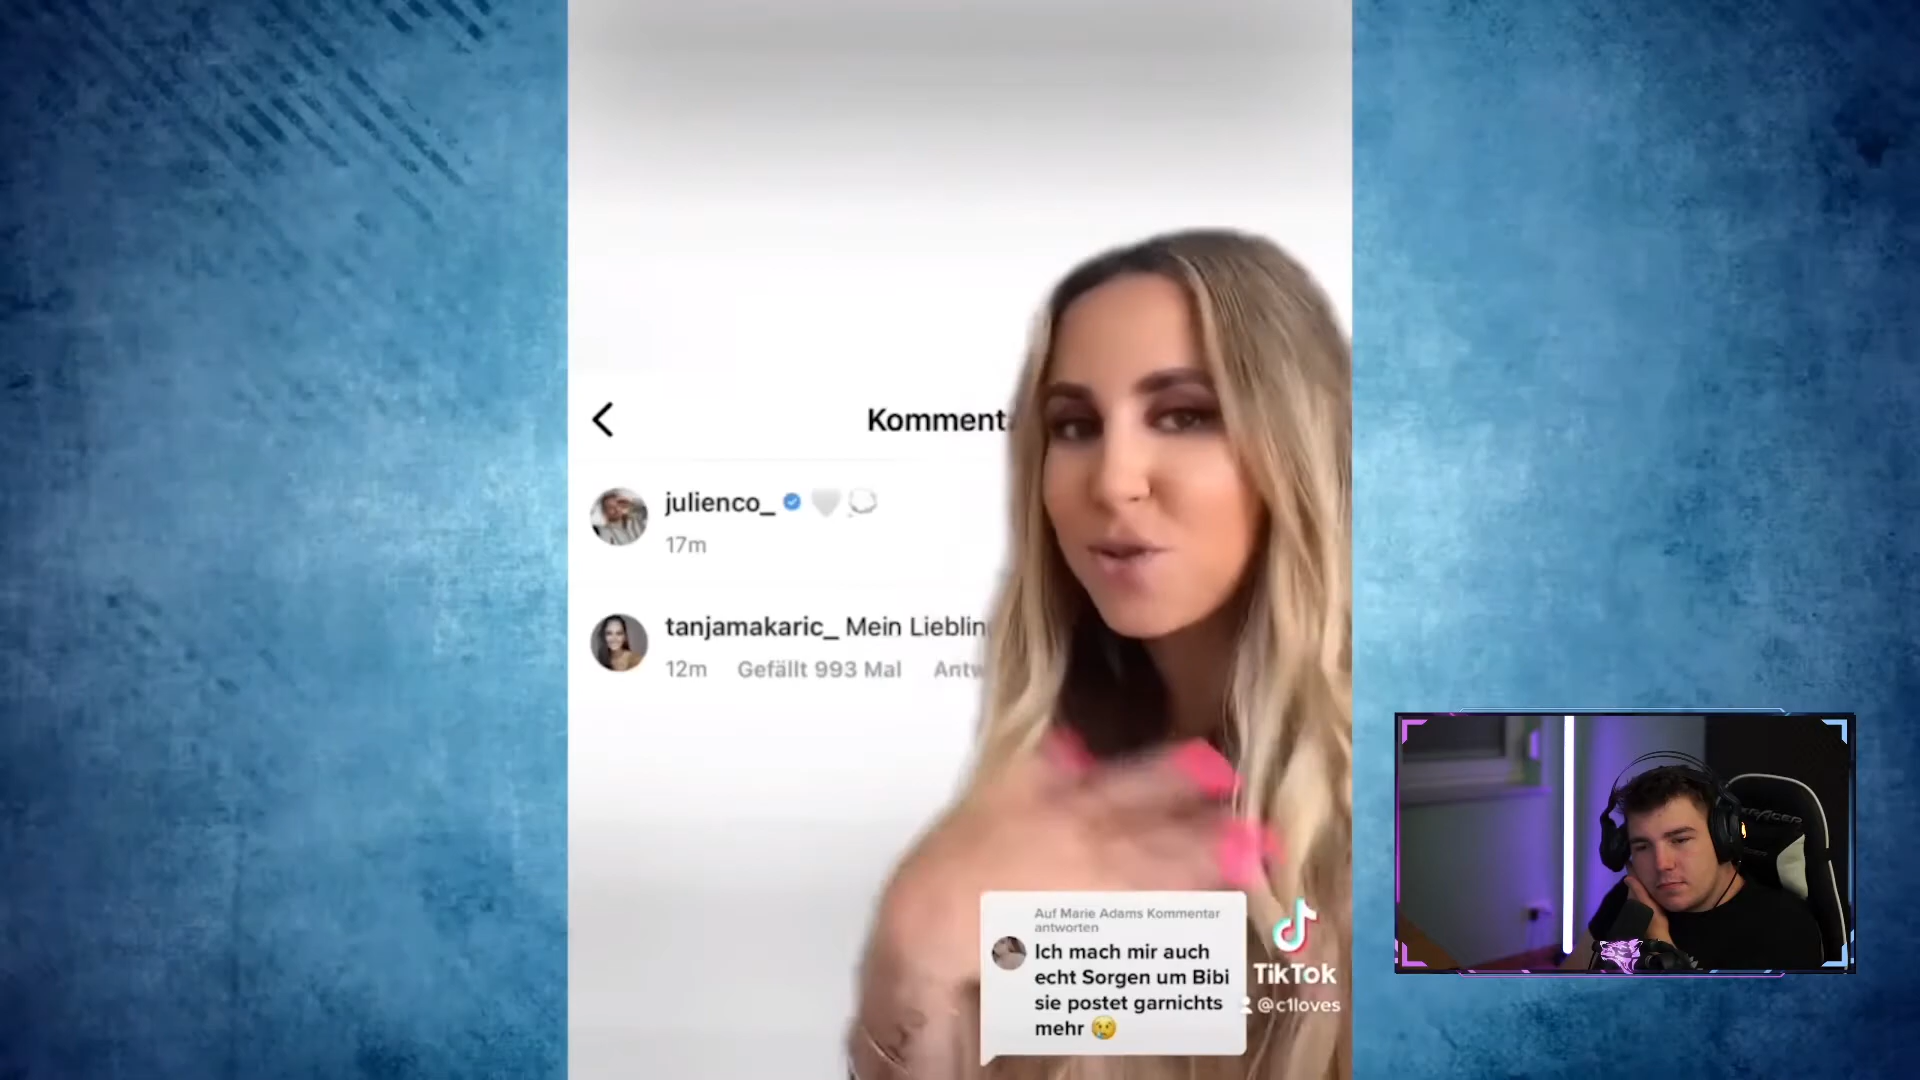 Komment
julienco_ 🤍💭
17m
tanjamakaric_ Mein Lieblin
12m Gefällt 993 Mal Antw
Auf Marie Adams Kommentar
antworten
Ich mach mir auch
echt Sorgen um Bibi
sie postet garnichts
mehr 😢
TikTok
@c1loves